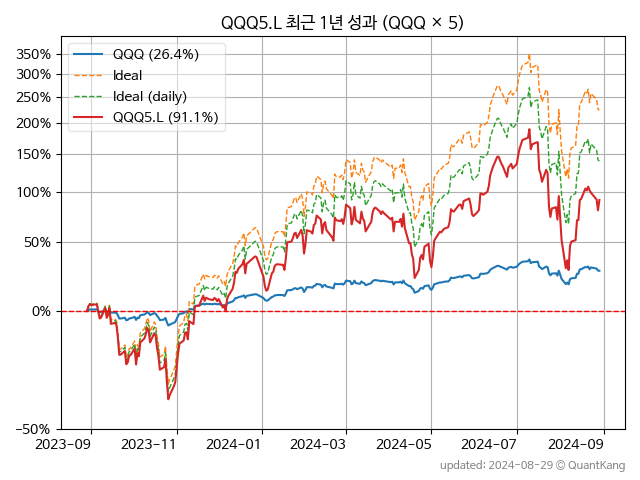 QQQ5.L 최근 1년 성과 (QQQ × 5)
QQQ (26.4%)
Ideal
Ideal (daily)
QQQ5.L (91.1%)
350%
300%
250%
200%
150%
100%
50%
0%
−50%
2023-09
2023-11
2024-01
2024-03
2024-05
2024-07
2024-09
updated: 2024-08-29 © QuantKang